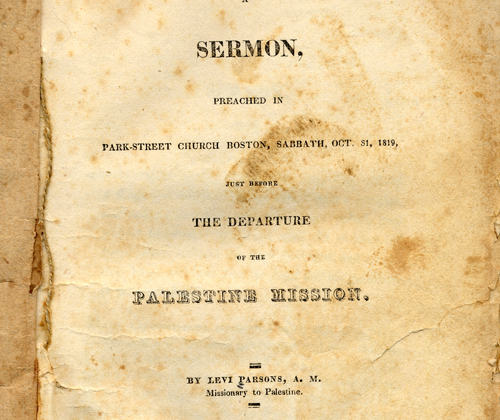 SERMON,
PREACHED IN
PARK-STREET CHURCH BOSTON, SABBATH, OCT. 31, 1819,
JUST BEFORE
THE DEPARTURE
OF THE
PALESTINE MISSION.
BY LEVI PARSONS, A. M.
Missionary to Palestine.